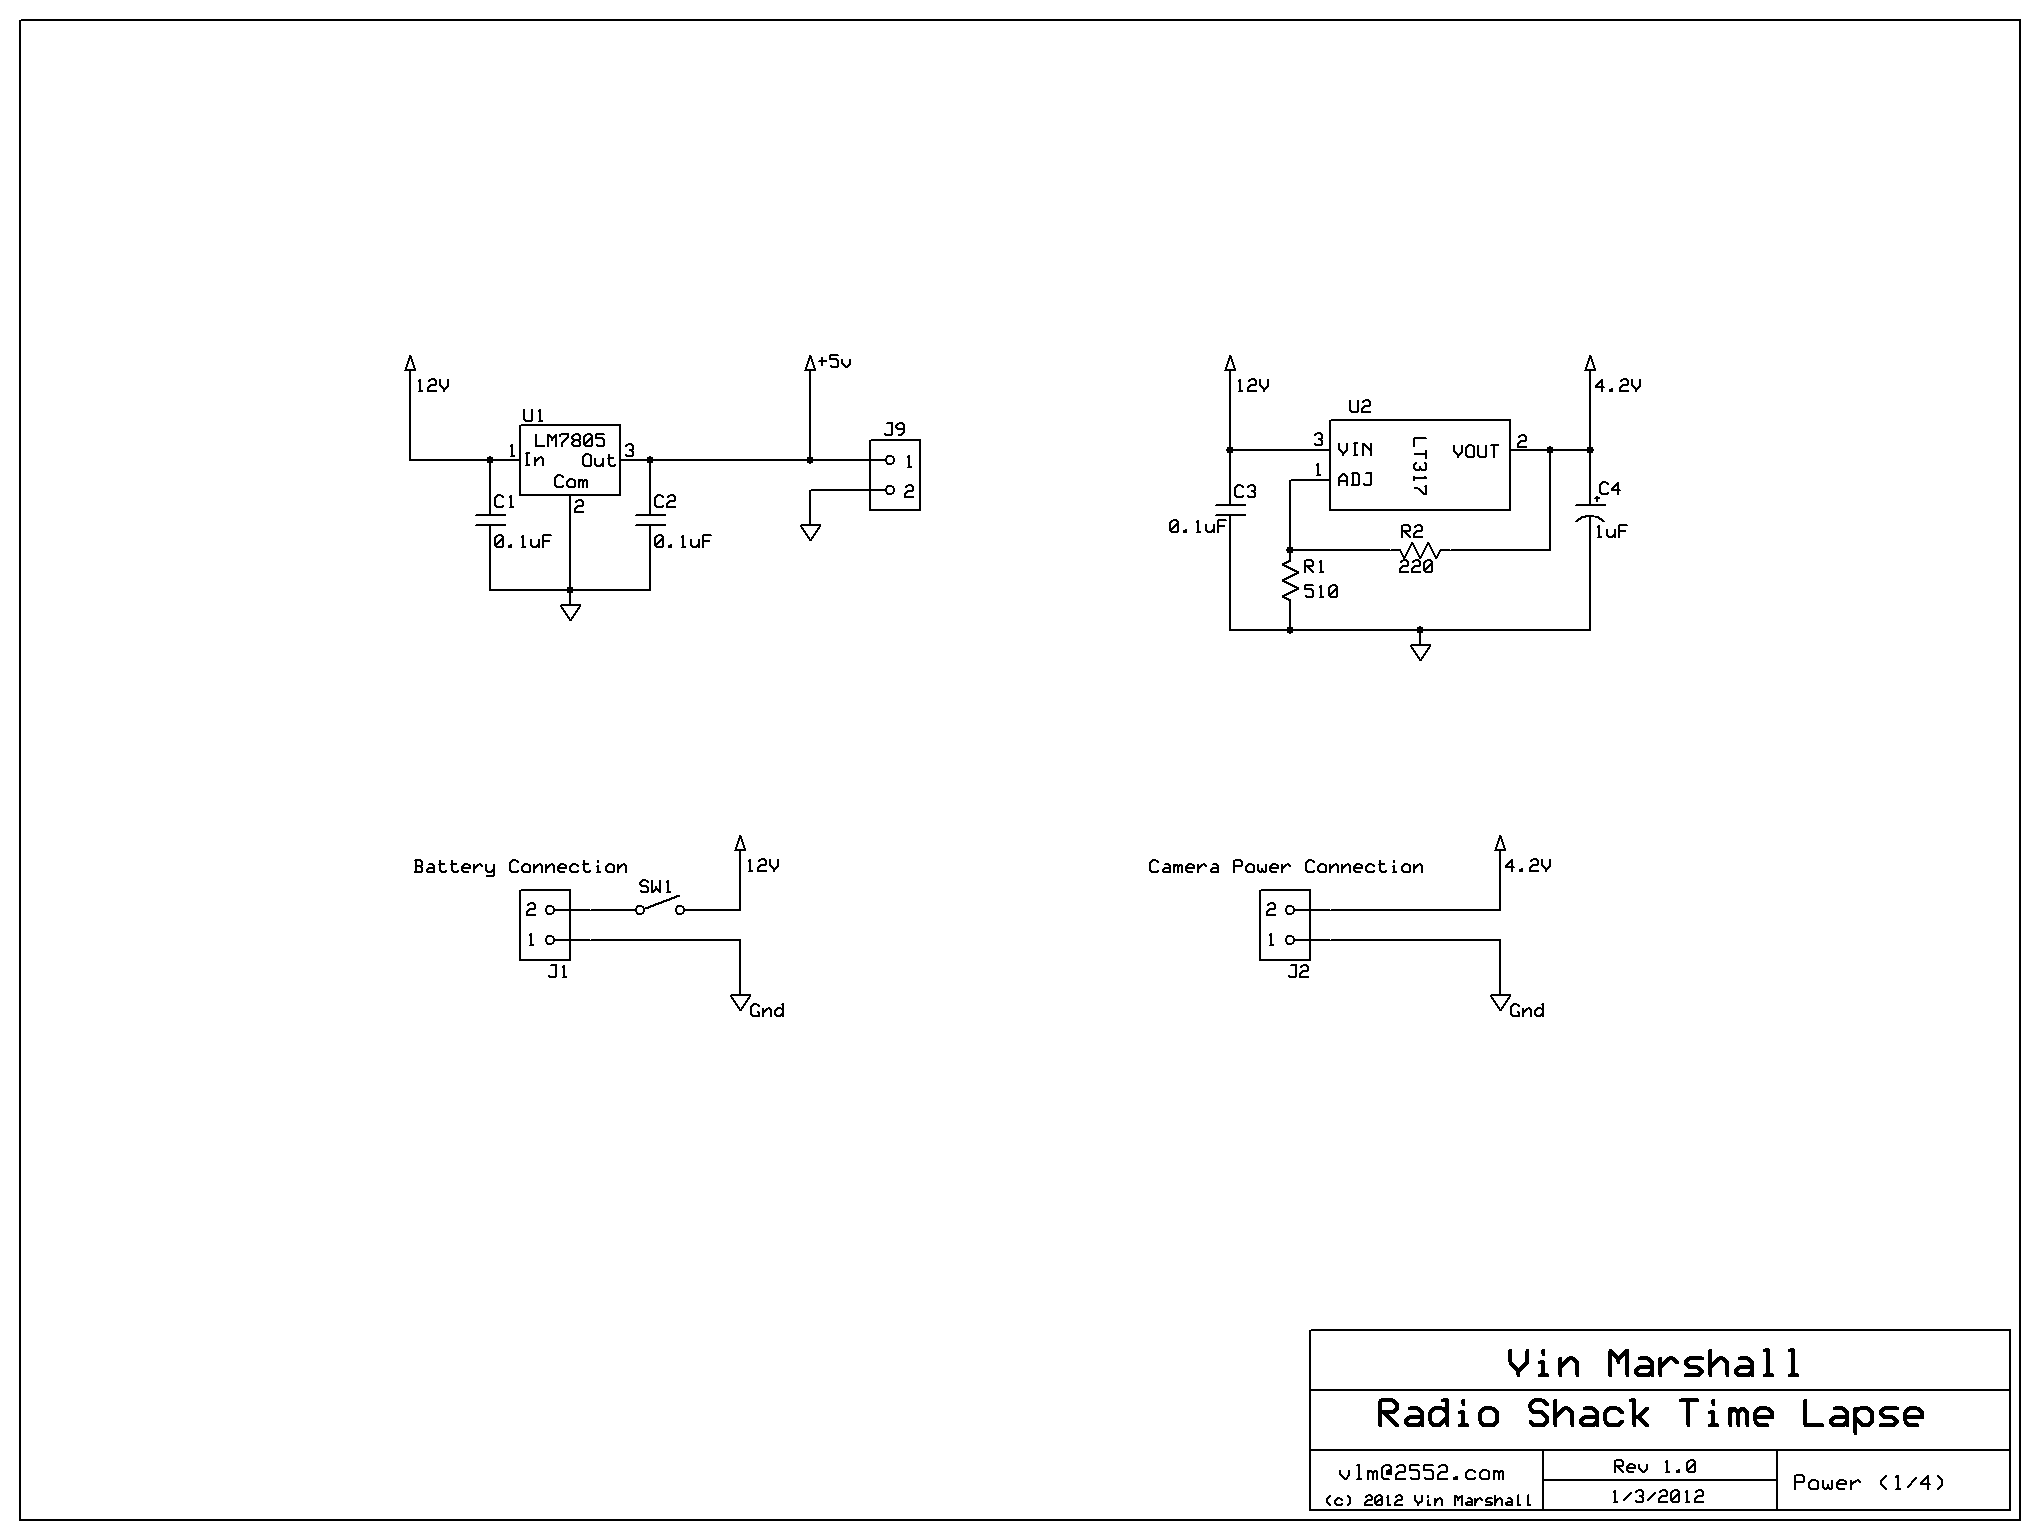 12V
U1
LM7805
1
In
Out
3
Com
2
C1
0.1uF
C2
0.1uF
+5v
J9
1
2
12V
U2
3
VIN
1
ADJ
LT317
VOUT
2
4.2V
C3
0.1uF
R2
220
R1
510
C4
+
1uF
Battery Connection
SW1
12V
2
1
J1
Gnd
Camera Power Connection
4.2V
2
1
J2
Gnd
Vin Marshall
Radio Shack Time Lapse
vlm@2552.com
(c) 2012 Vin Marshall
Rev 1.0
1/3/2012
Power (1/4)